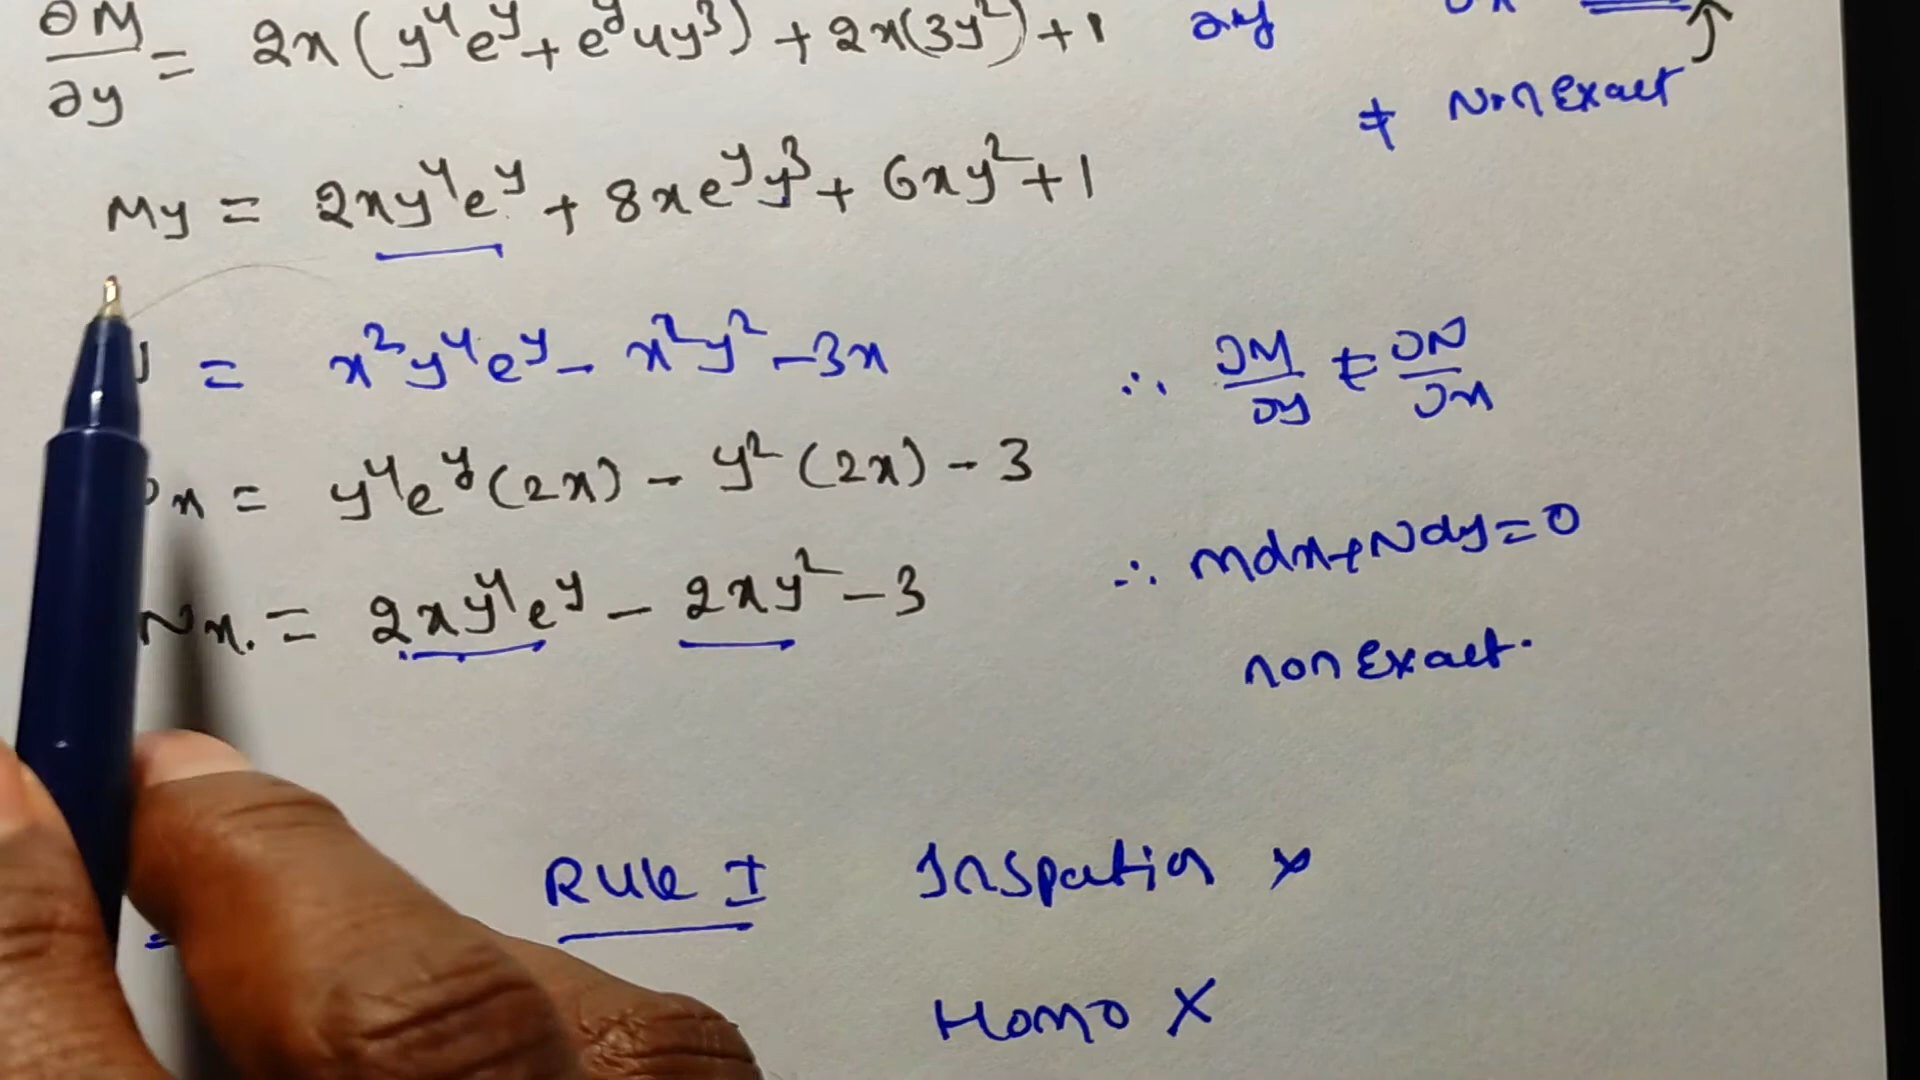 ∂M/∂y = 2x(y⁴eʸ + eʸ4y³) + 2x(3y²) + 1
≠ Non Exact
My = 2xy⁴eʸ + 8xeʸy³ + 6xy² + 1
= x²y⁴eʸ - x²y² - 3x
∴ ∂M/∂y ≠ ∂N/∂x
x = y⁴eʸ(2x) - y²(2x) - 3
∴ mdx+Ndy=0
Nx. = 2xy⁴eʸ - 2xy² - 3
non Exact.
Rule I Inspation ×
Homo X